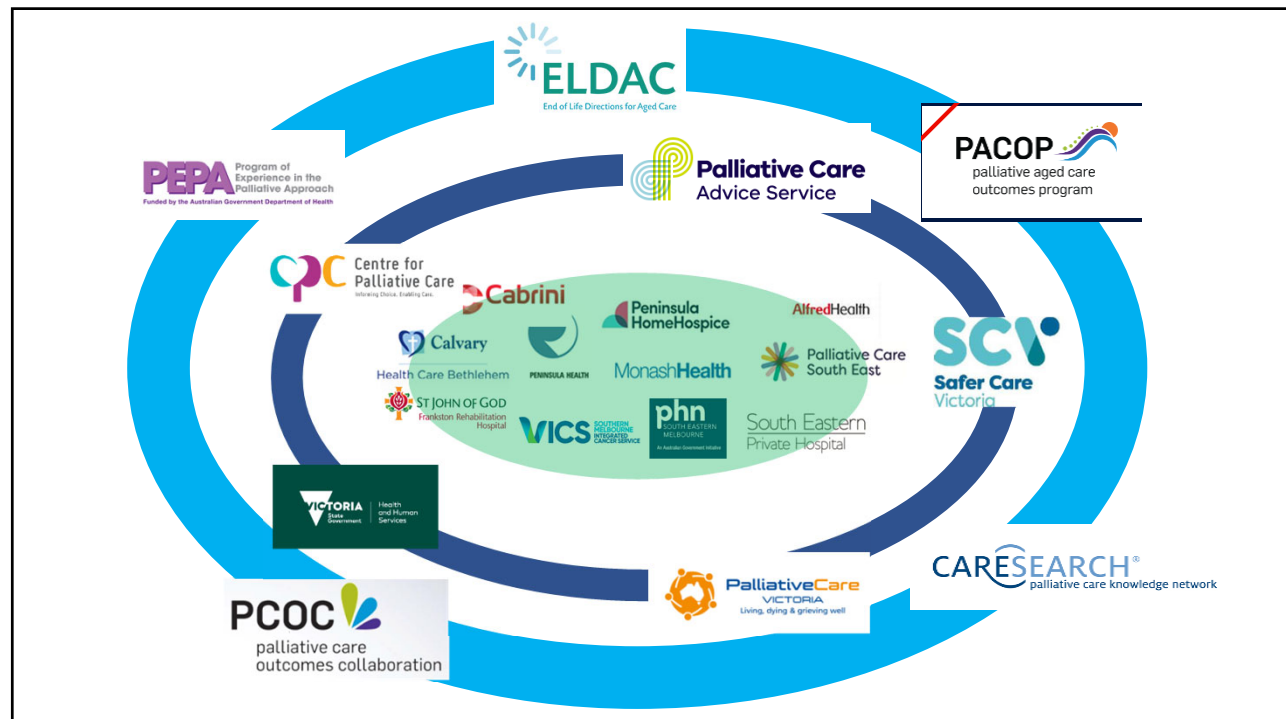 ELDAC
End of Life Directions for Aged Care
PEPA
Program of
Experience in the
Palliative Approach
Funded by the Australian Government Department of Health
Palliative Care
Advice Service
PACOP
palliative aged care
outcomes program
Centre for
Palliative Care
Informing Choice. Enabling Care.
Cabrini
Peninsula
HomeHospice
AlfredHealth
Calvary
Health Care Bethlehem
PENINSULA HEALTH
MonashHealth
Palliative Care
South East
SCV
Safer Care
Victoria
ST JOHN OF GOD
Frankston Rehabilitation
Hospital
VICS
SOUTHERN
MELBOURNE
INTEGRATED
CANCER SERVICE
phn
SOUTH EASTERN
MELBOURNE
An Australian Government Initiative
South Eastern
Private Hospital
VICTORIA
State
Government
Health
and Human
Services
PalliativeCare
VICTORIA
Living, dying & grieving well
CARESEARCH®
palliative care knowledge network
PCOC
palliative care
outcomes collaboration